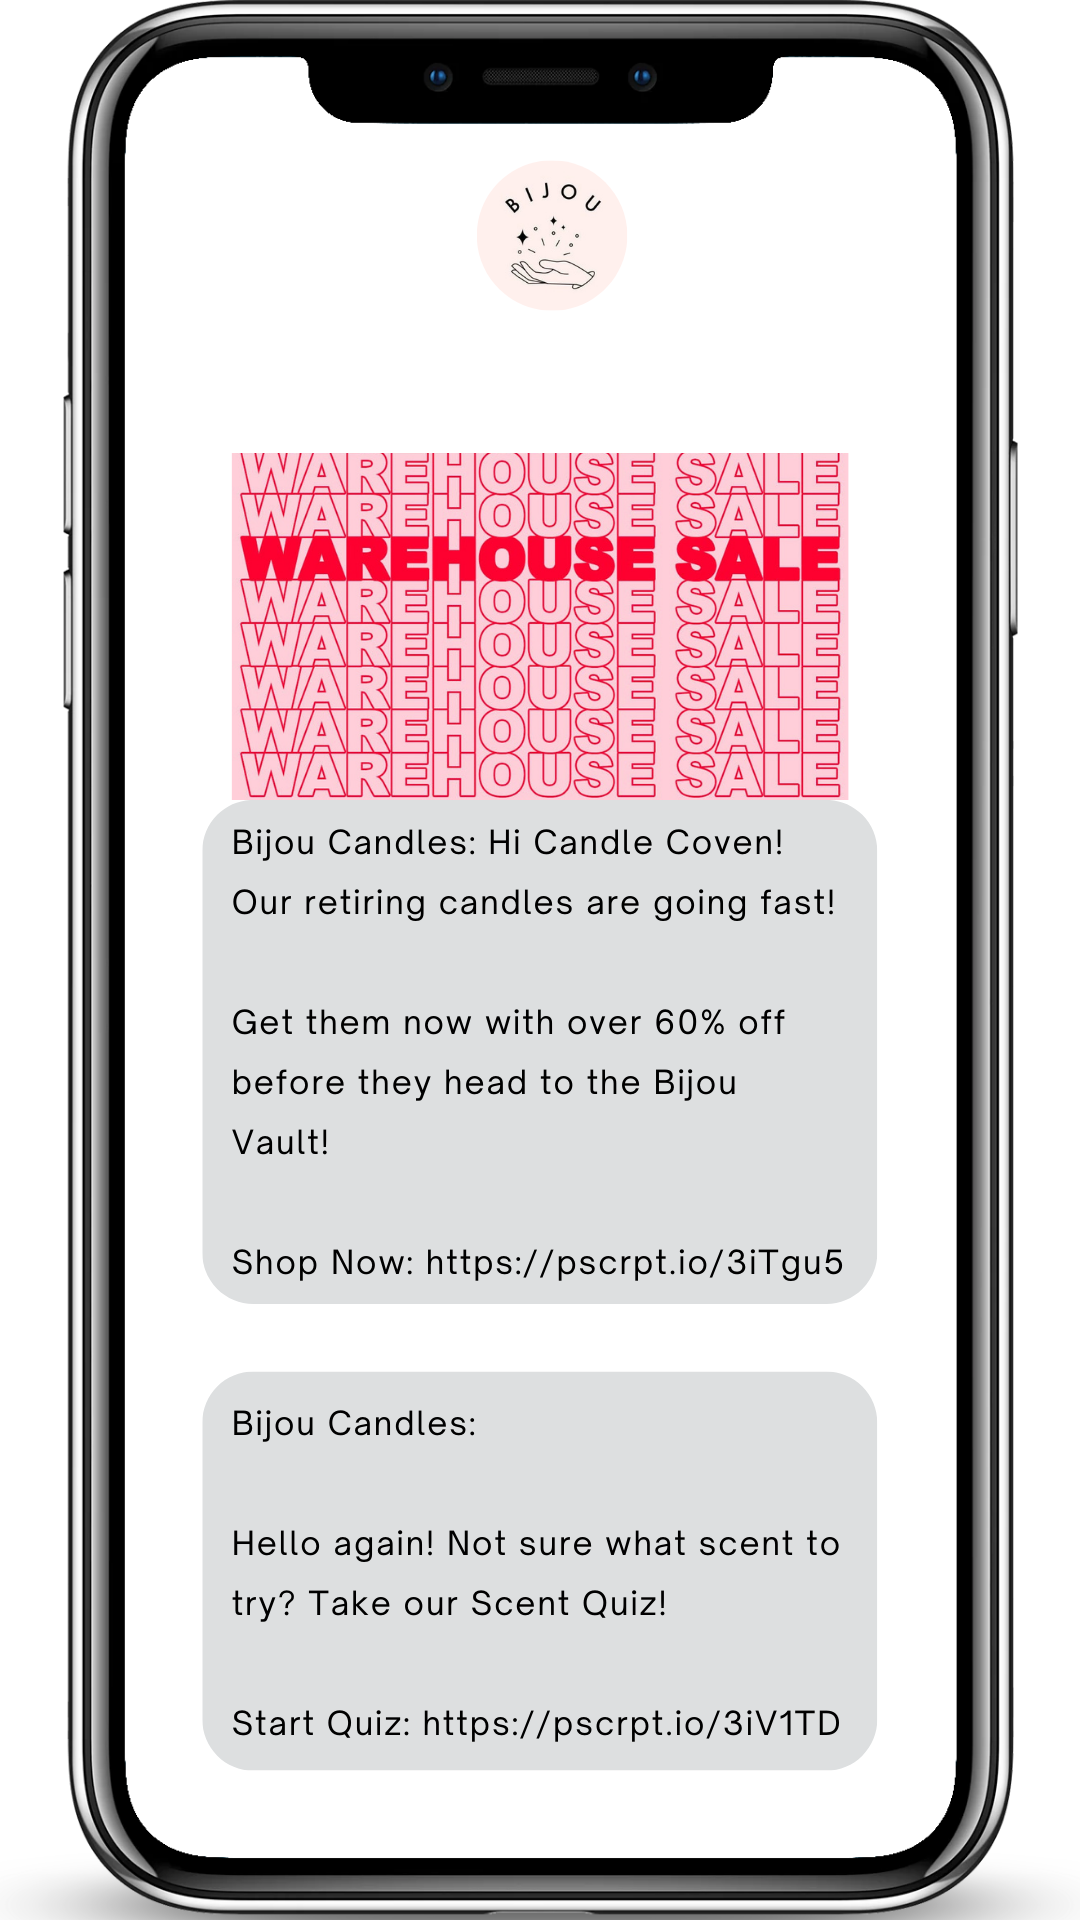 BIJOU
WAREHOUSE SALE
WAREHOUSE SALE
WAREHOUSE SALE
WAREHOUSE SALE
WAREHOUSE SALE
WAREHOUSE SALE
WAREHOUSE SALE
WAREHOUSE SALE
Bijou Candles: Hi Candle Coven!
Our retiring candles are going fast!
Get them now with over 60% off
before they head to the Bijou
Vault!
Shop Now: https://pscrpt.io/3iTgu5
Bijou Candles:
Hello again! Not sure what scent to
try? Take our Scent Quiz!
Start Quiz: https://pscrpt.io/3iV1TD